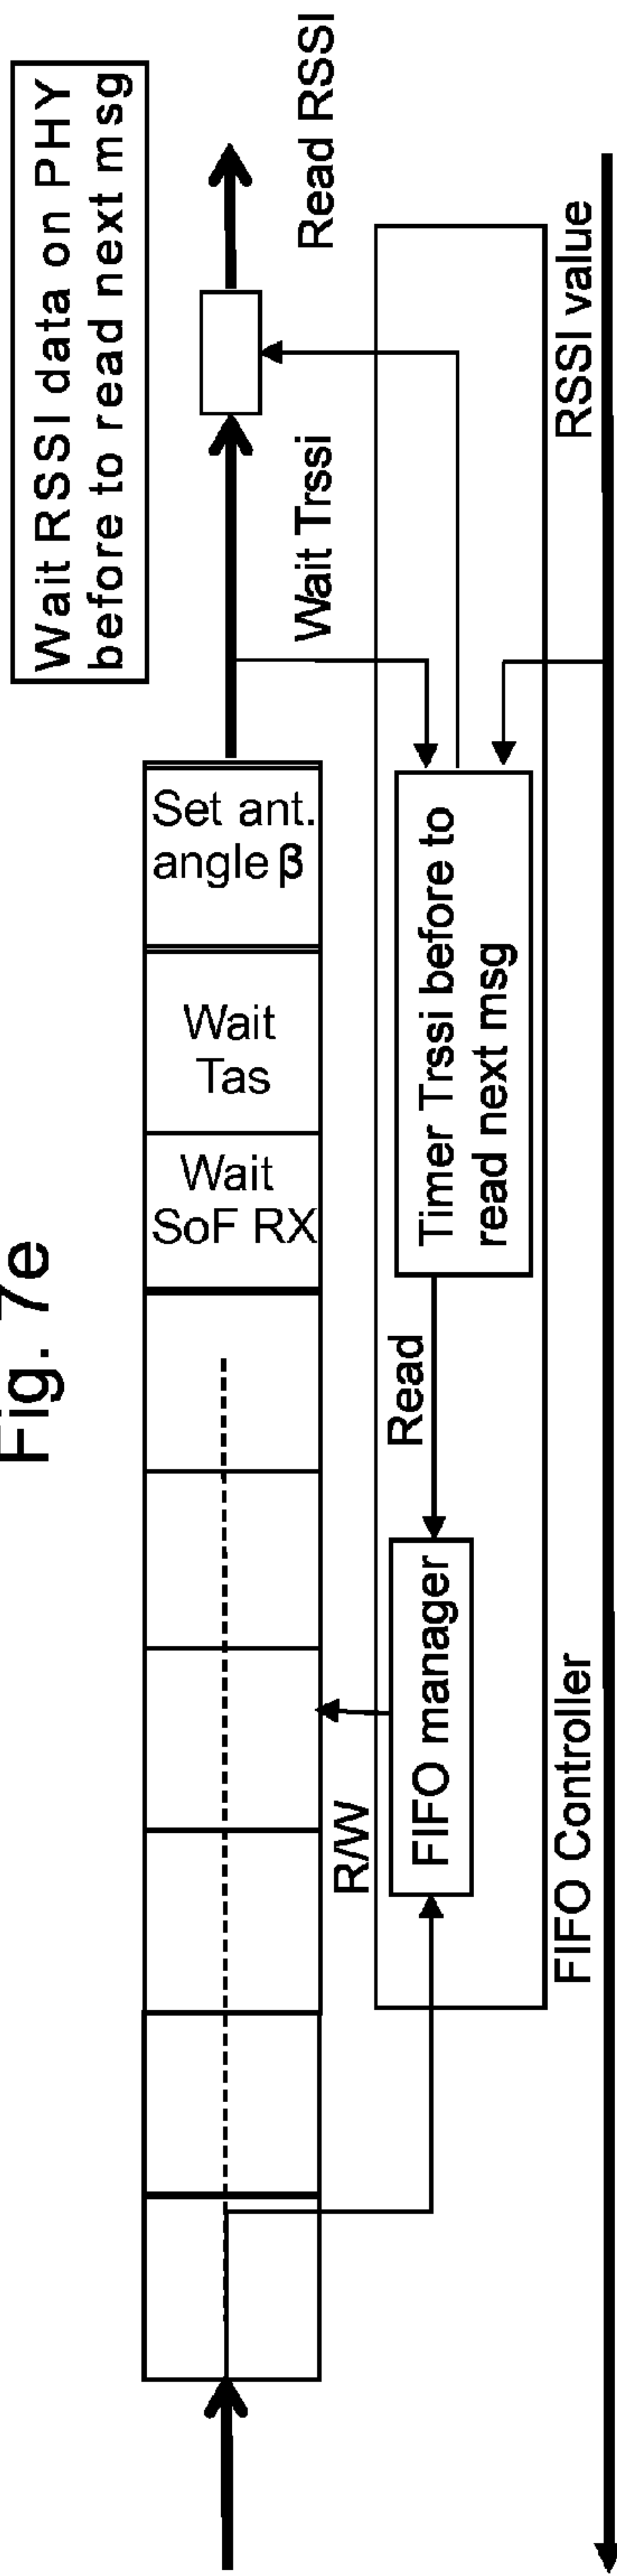 Fig. 7e
Wait RSSI data on PHY
before to read next msg
Read RSSI
Wait Trssi
Set ant.
angle β
Wait
Tas
Wait
SoF RX
Timer Trssi before to
read next msg
Read
FIFO manager
R/W
FIFO Controller
RSSI value